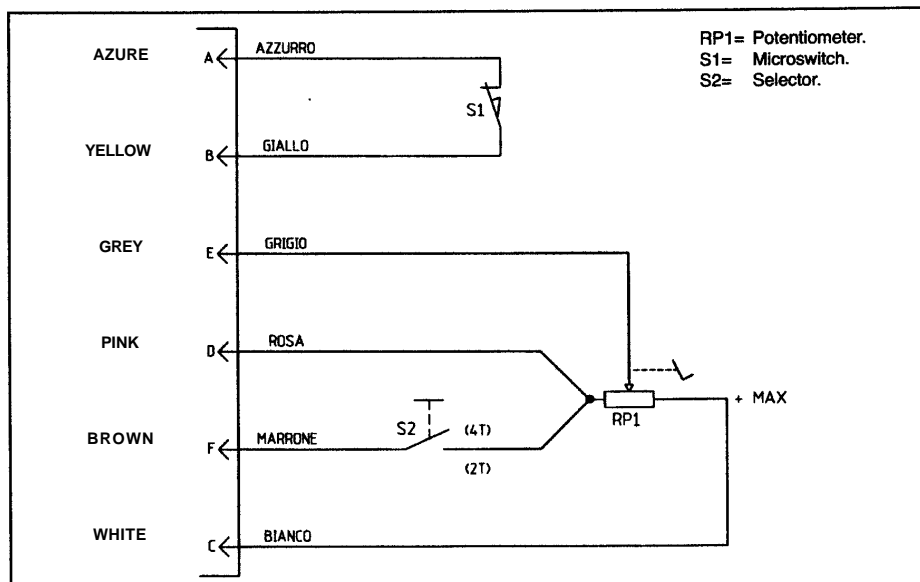 RP1= Potentiometer.
S1= Microswitch.
S2= Selector.
AZURE A AZZURRO
S1
YELLOW B GIALLO
GREY E GRIGIO
PINK D ROSA
+ MAX
RP1
BROWN F MARRONE S2 (4T)
(2T)
WHITE C BIANCO